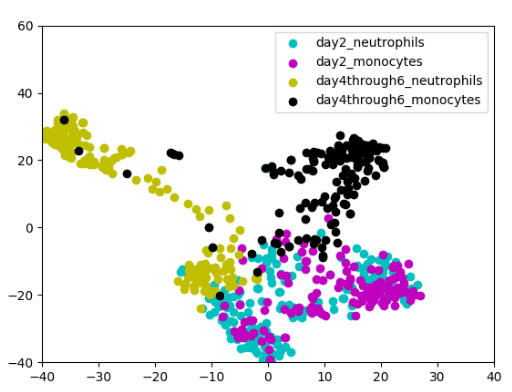 day2_neutrophils
day2_monocytes
day4through6_neutrophils
day4through6_monocytes
60
40
20
0
−20
−40
−40 −30 −20 −10 0 10 20 30 40